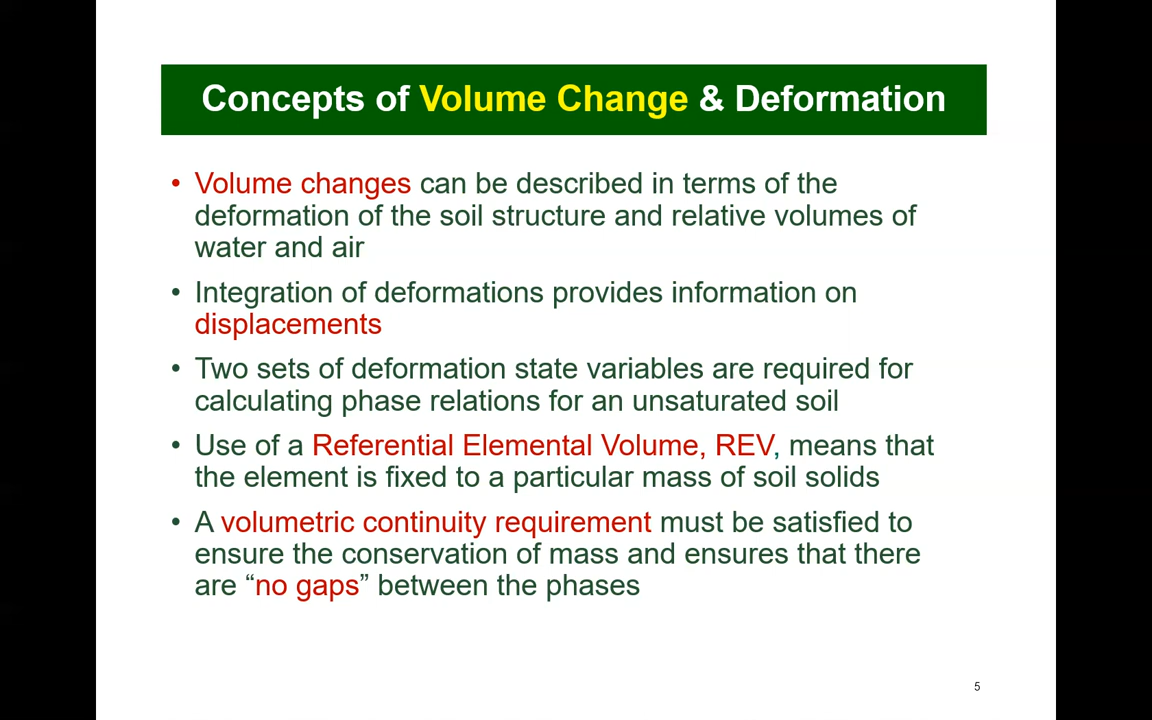 Concepts of Volume Change & Deformation
• Volume changes can be described in terms of the
deformation of the soil structure and relative volumes of
water and air
• Integration of deformations provides information on
displacements
• Two sets of deformation state variables are required for
calculating phase relations for an unsaturated soil
• Use of a Referential Elemental Volume, REV, means that
the element is fixed to a particular mass of soil solids
• A volumetric continuity requirement must be satisfied to
ensure the conservation of mass and ensures that there
are “no gaps” between the phases
5